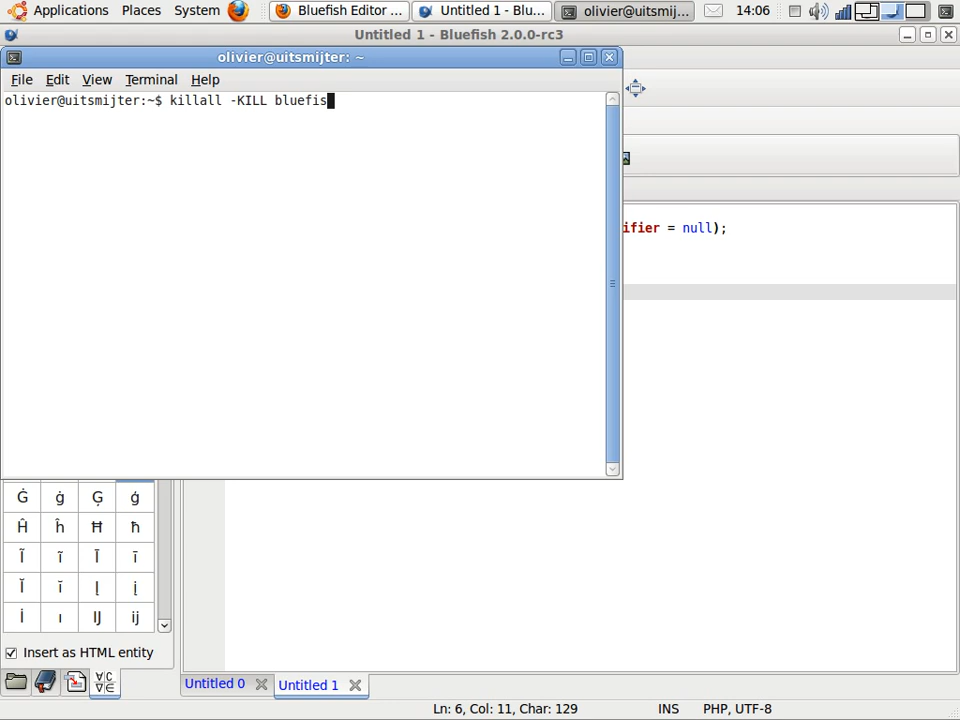 Applications Places System Bluefish Editor ... Untitled 1 - Blu... olivier@uitsmij... 14:06
Untitled 1 - Bluefish 2.0.0-rc3
olivier@uitsmijter: ~
File Edit View Terminal Help
olivier@uitsmijter:~$ killall -KILL bluefis
ifier = null);
Ġ ġ Ģ ģ
Ĥ ĥ Ħ ħ
Ĩ ĩ Ī ī
Ĭ ĭ Į į
İ ı Ĳ ĳ
Insert as HTML entity
Untitled 0 Untitled 1
Ln: 6, Col: 11, Char: 129 INS PHP, UTF-8